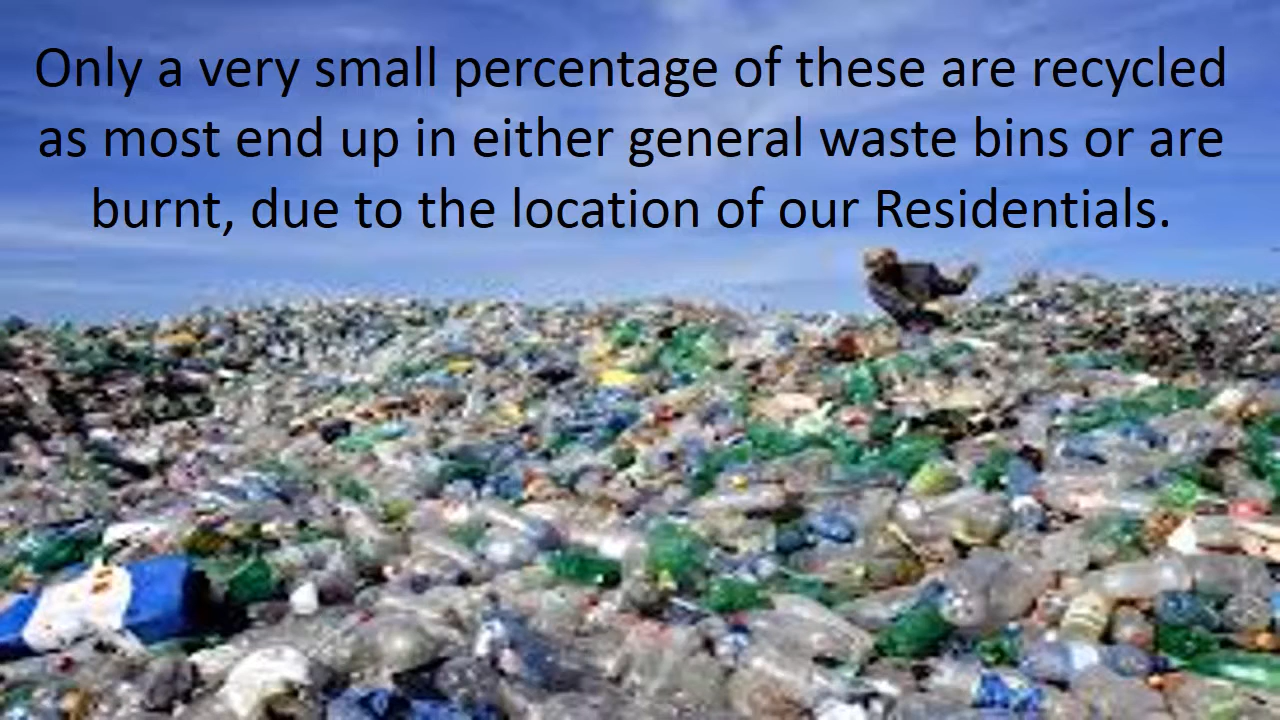 Only a very small percentage of these are recycled
as most end up in either general waste bins or are
burnt, due to the location of our Residentials.